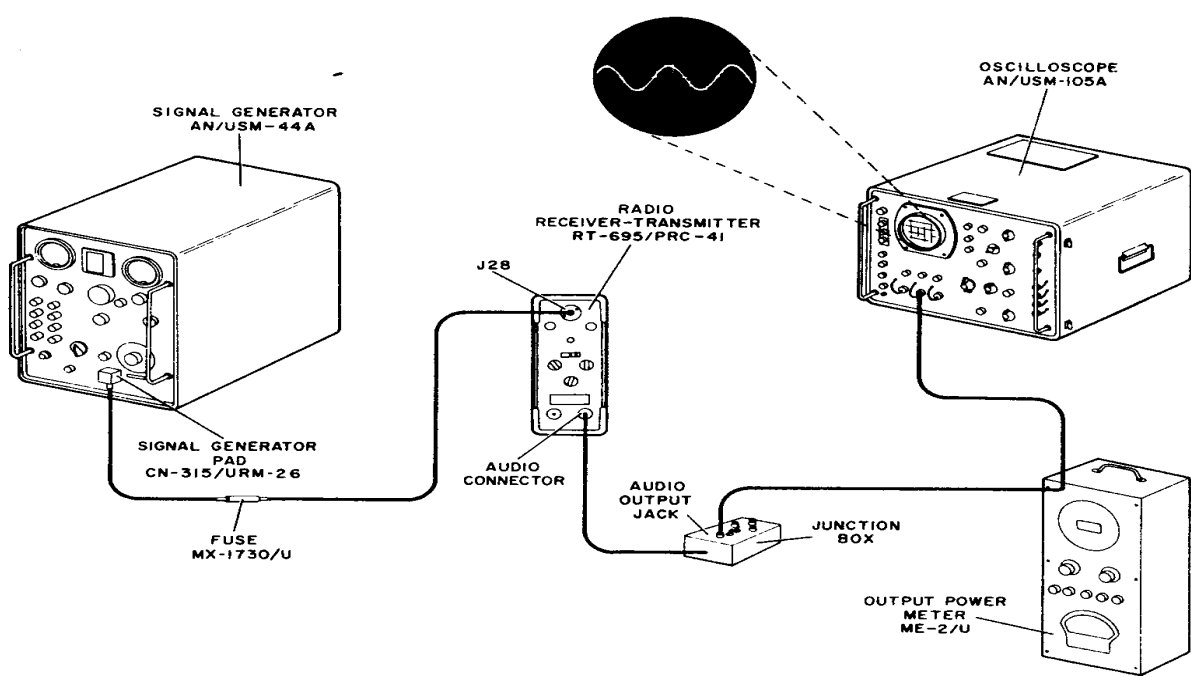 SIGNAL GENERATOR
AN/USM-44A
OSCILLOSCOPE
AN/USM-105A
RADIO
RECEIVER-TRANSMITTER
RT-695/PRC-41
J28
SIGNAL GENERATOR
PAD
CN-315/URM-26
FUSE
MX-1730/U
AUDIO
CONNECTOR
AUDIO
OUTPUT
JACK
JUNCTION
BOX
OUTPUT POWER
METER
ME-2/U